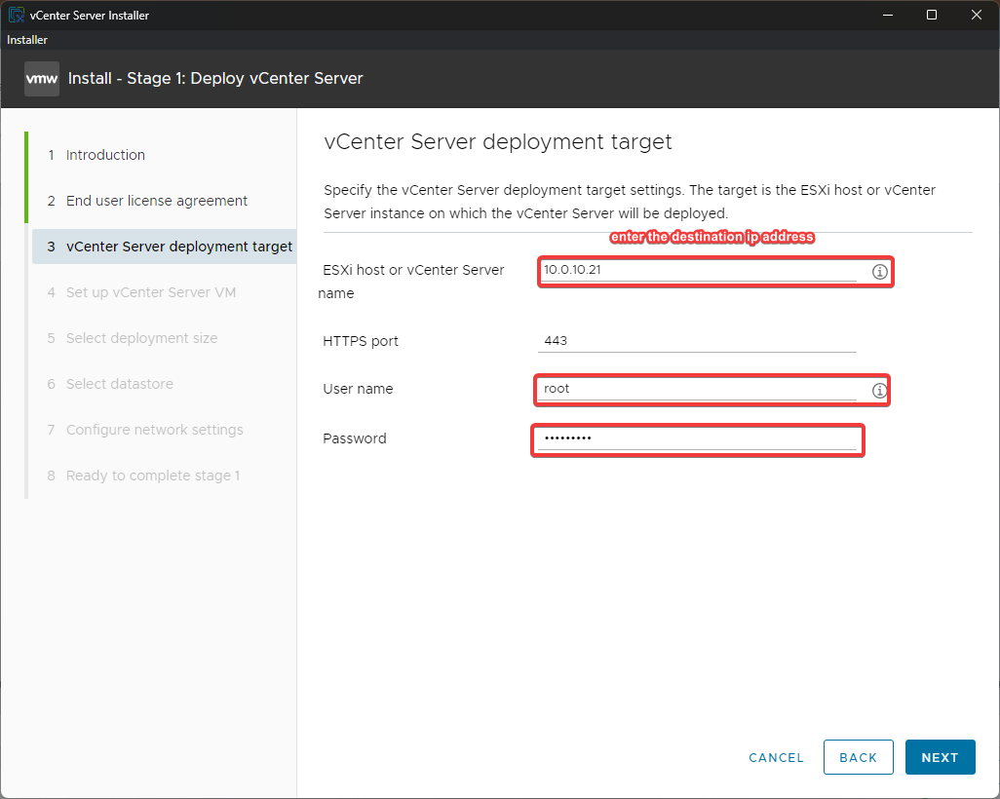 vCenter Server Installer
Installer
vmw Install - Stage 1: Deploy vCenter Server
1 Introduction
2 End user license agreement
3 vCenter Server deployment target
4 Set up vCenter Server VM
5 Select deployment size
6 Select datastore
7 Configure network settings
8 Ready to complete stage 1
vCenter Server deployment target
Specify the vCenter Server deployment target settings. The target is the ESXi host or vCenter
Server instance on which the vCenter Server will be deployed.
enter the destination ip address
ESXi host or vCenter Server
name
10.0.10.21
HTTPS port 443
User name root
Password •••••••••
CANCEL BACK NEXT